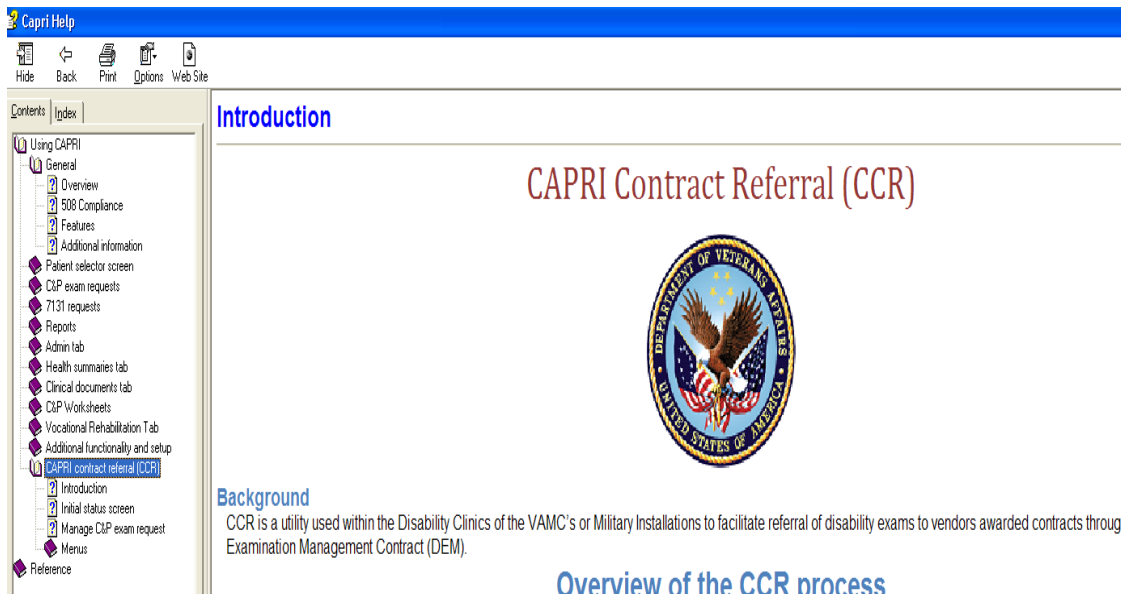 Capri Help
Hide Back Print Options Web Site
Contents Index
Using CAPRI
General
Overview
508 Compliance
Features
Additional information
Patient selector screen
C&P exam requests
7131 requests
Reports
Admin tab
Health summaries tab
Clinical documents tab
C&P Worksheets
Vocational Rehabilitation Tab
Additional functionality and setup
CAPRI contract referral (CCR)
Introduction
Initial status screen
Manage C&P exam request
Menus
Reference
Introduction
CAPRI Contract Referral (CCR)
DEPARTMENT OF VETERANS AFFAIRS
UNITED STATES OF AMERICA
Background
CCR is a utility used within the Disability Clinics of the VAMC's or Military Installations to facilitate referral of disability exams to vendors awarded contracts throug
Examination Management Contract (DEM).
Overview of the CCR process